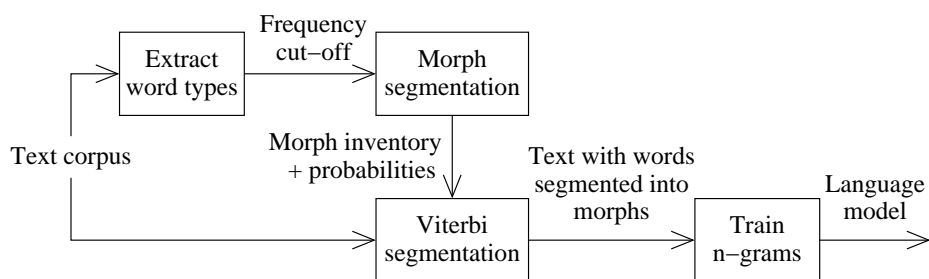 Extract
word types
Frequency
cut−off
Morph
segmentation
Text corpus
Morph inventory
+ probabilities
Viterbi
segmentation
Text with words
segmented into
morphs
Train
n−grams
Language
model